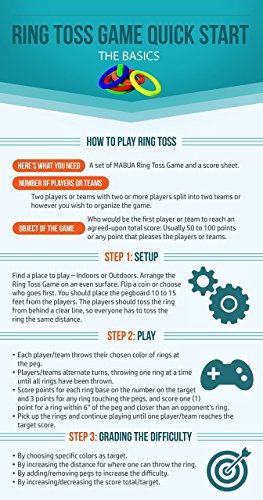 RING TOSS GAME QUICK START
THE BASICS
HOW TO PLAY RING TOSS
HERE'S WHAT YOU NEED A set of MABUA Ring Toss Game and a score sheet.
NUMBER OF PLAYERS OR TEAMS
Two players or teams with two or more players split into two teams or
however you wish to organize the game.
OBJECT OF THE GAME
Who would be the first player or team to reach an
agreed-upon total score: Usually 50 to 100 points
or any point that pleases the players or teams.
STEP 1: SETUP
Find a place to play – Indoors or Outdoors. Arrange the
Ring Toss Game on an even surface. Flip a coin or choose
who goes first. You should place the pegboard 10 to 15
feet from the players. The players should toss the ring
from behind a clear line, so everyone has to toss the
ring the same distance.
STEP 2: PLAY
• Each player/team throws their chosen color of rings at
the peg.
• Players/teams alternate turns, throwing one ring at a time
until all rings have been thrown.
• Score points for each ring base on the number on the target
and 3 points for any ring touching the pegs, and score one (1)
point for a ring within 6" of the peg and closer than an opponent's ring.
• Pick up the rings and continue playing until one player/team reaches the
target score.
STEP 3: GRADING THE DIFFICULTY
• By choosing specific colors as target.
• By increasing the distance for where one can throw the ring.
• By adding/removing pegs to increase the difficulty.
• By increasing/decreasing the score total/target.